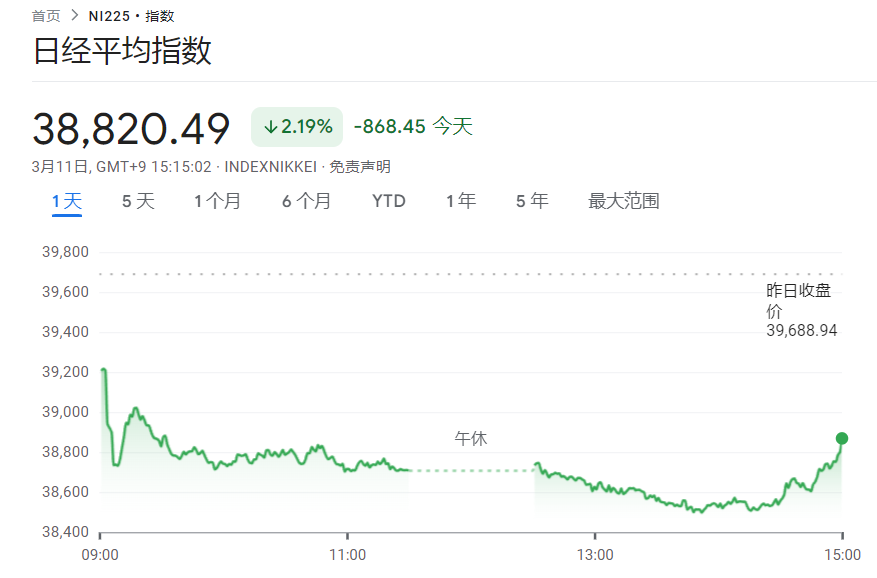 首页 > NI225 • 指数
日经平均指数
38,820.49 ↓2.19% -868.45 今天
3月11日, GMT+9 15:15:02 · INDEXNIKKEI · 免责声明
1天 5天 1个月 6个月 YTD 1年 5年 最大范围
39,800
39,600
39,400
39,200
39,000
38,800
38,600
38,400
昨日收盘
价
39,688.94
午休
09:00 11:00 13:00 15:00